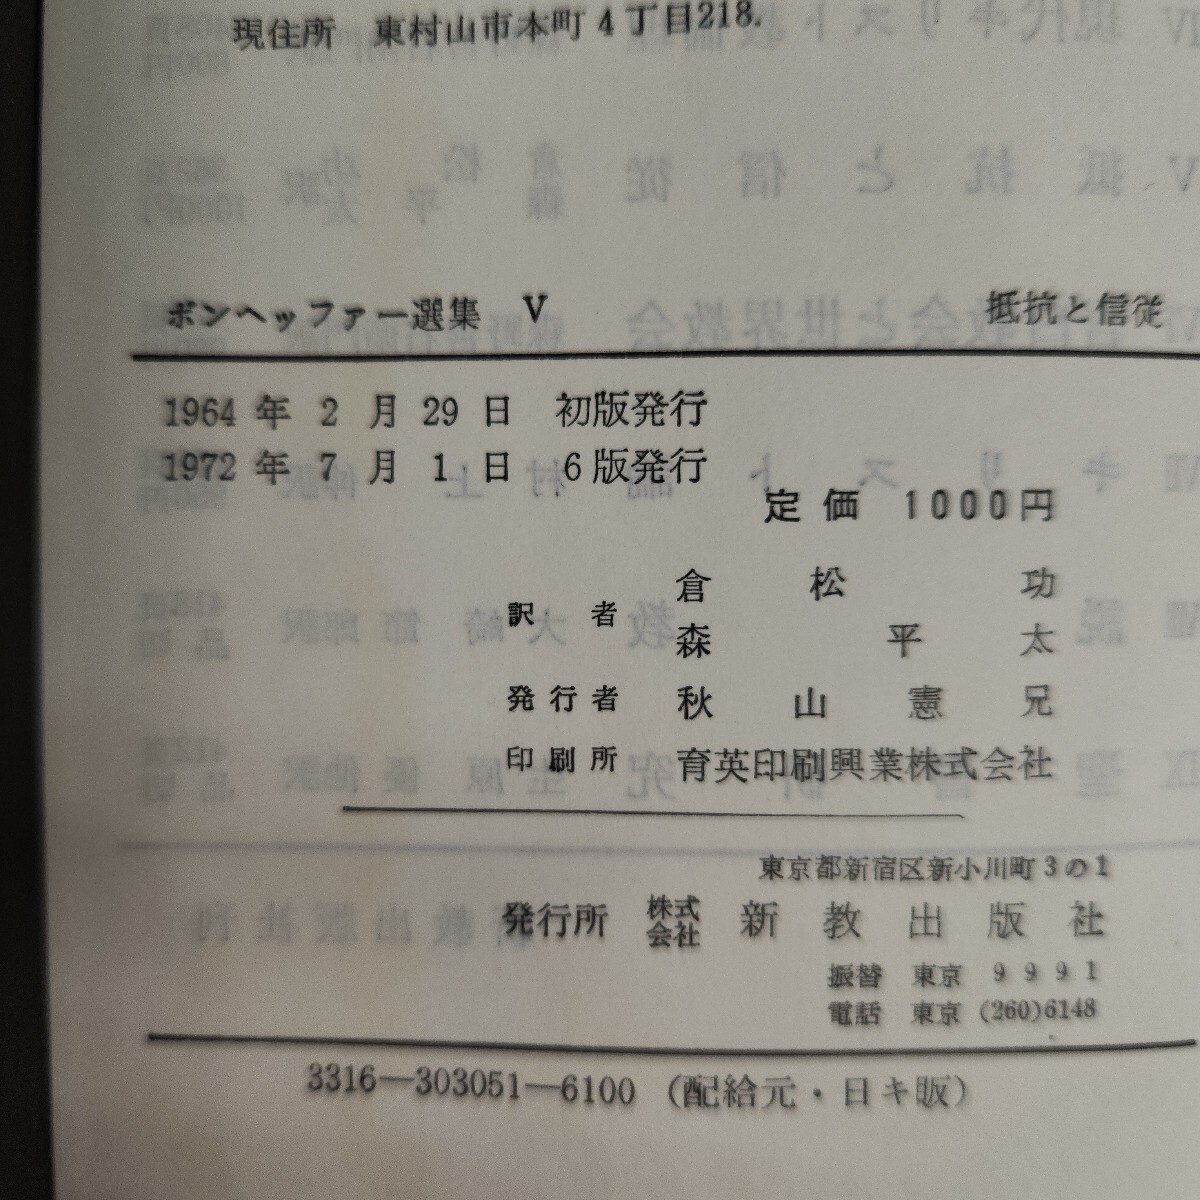 現住所 東村山市本町4丁目218.
ボンヘッファー選集 V 抵抗と信従
1964年2月29日 初版発行
1972年7月1日 6版発行
定価 1000円
訳者 倉松功
森平太
発行者 秋山憲兄
印刷所 育英印刷興業株式会社
東京都新宿区新小川町3の1
発行所 株式会社 新教出版社
振替 東京 9991
電話 東京 (260)6148
3316—303051—6100 (配給元・日キ販)